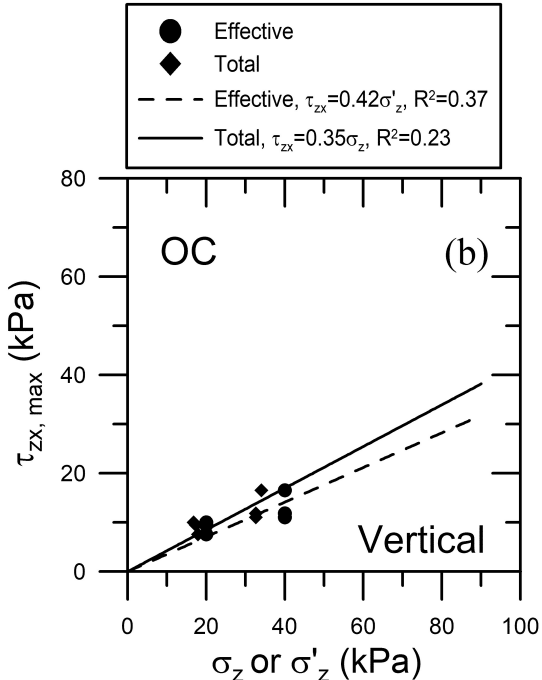 Effective
Total
Effective, τzx=0.42σ'z, R²=0.37
Total, τzx=0.35σz, R²=0.23
80
60
40
20
0
OC
(b)
Vertical
τzx, max (kPa)
0 20 40 60 80 100
σz or σ'z (kPa)